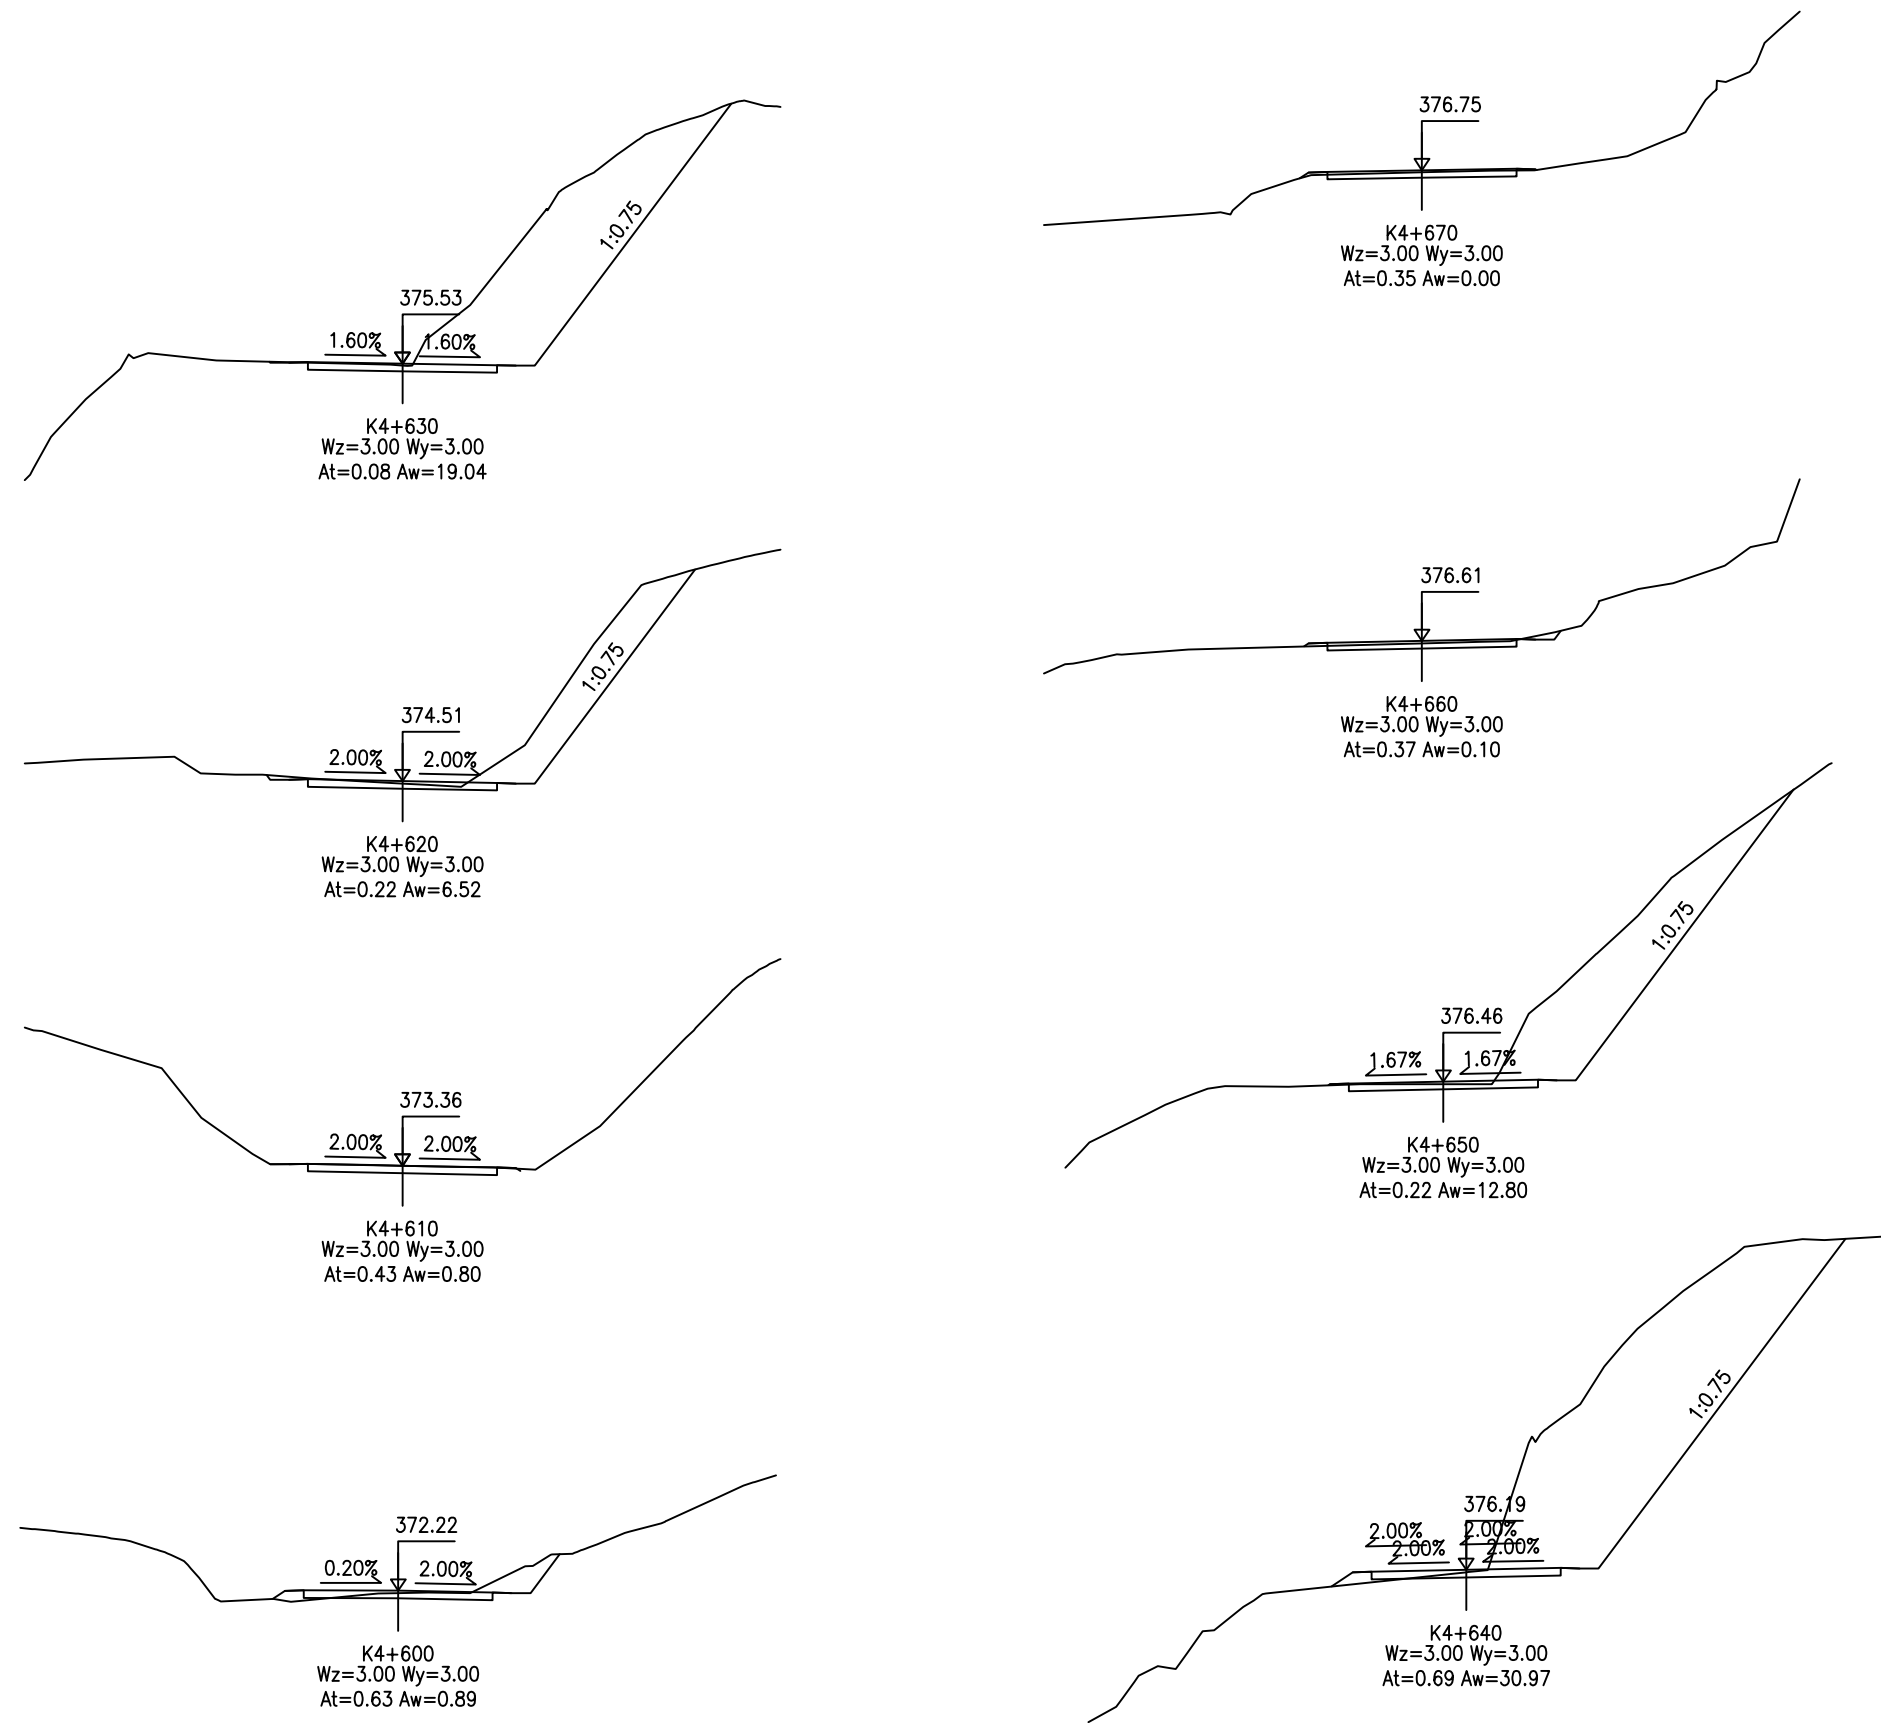 375.53
1.60% 1.60%
1:0.75
K4+630
Wz=3.00 Wy=3.00
At=0.08 Aw=19.04
374.51
2.00% 2.00%
1:0.75
K4+620
Wz=3.00 Wy=3.00
At=0.22 Aw=6.52
373.36
2.00% 2.00%
K4+610
Wz=3.00 Wy=3.00
At=0.43 Aw=0.80
372.22
0.20% 2.00%
K4+600
Wz=3.00 Wy=3.00
At=0.63 Aw=0.89
376.75
K4+670
Wz=3.00 Wy=3.00
At=0.35 Aw=0.00
376.61
K4+660
Wz=3.00 Wy=3.00
At=0.37 Aw=0.10
1:0.75
376.46
1.67% 1.67%
K4+650
Wz=3.00 Wy=3.00
At=0.22 Aw=12.80
1:0.75
376.19
2.00% 2.00%
2.00% 2.00%
K4+640
Wz=3.00 Wy=3.00
At=0.69 Aw=30.97